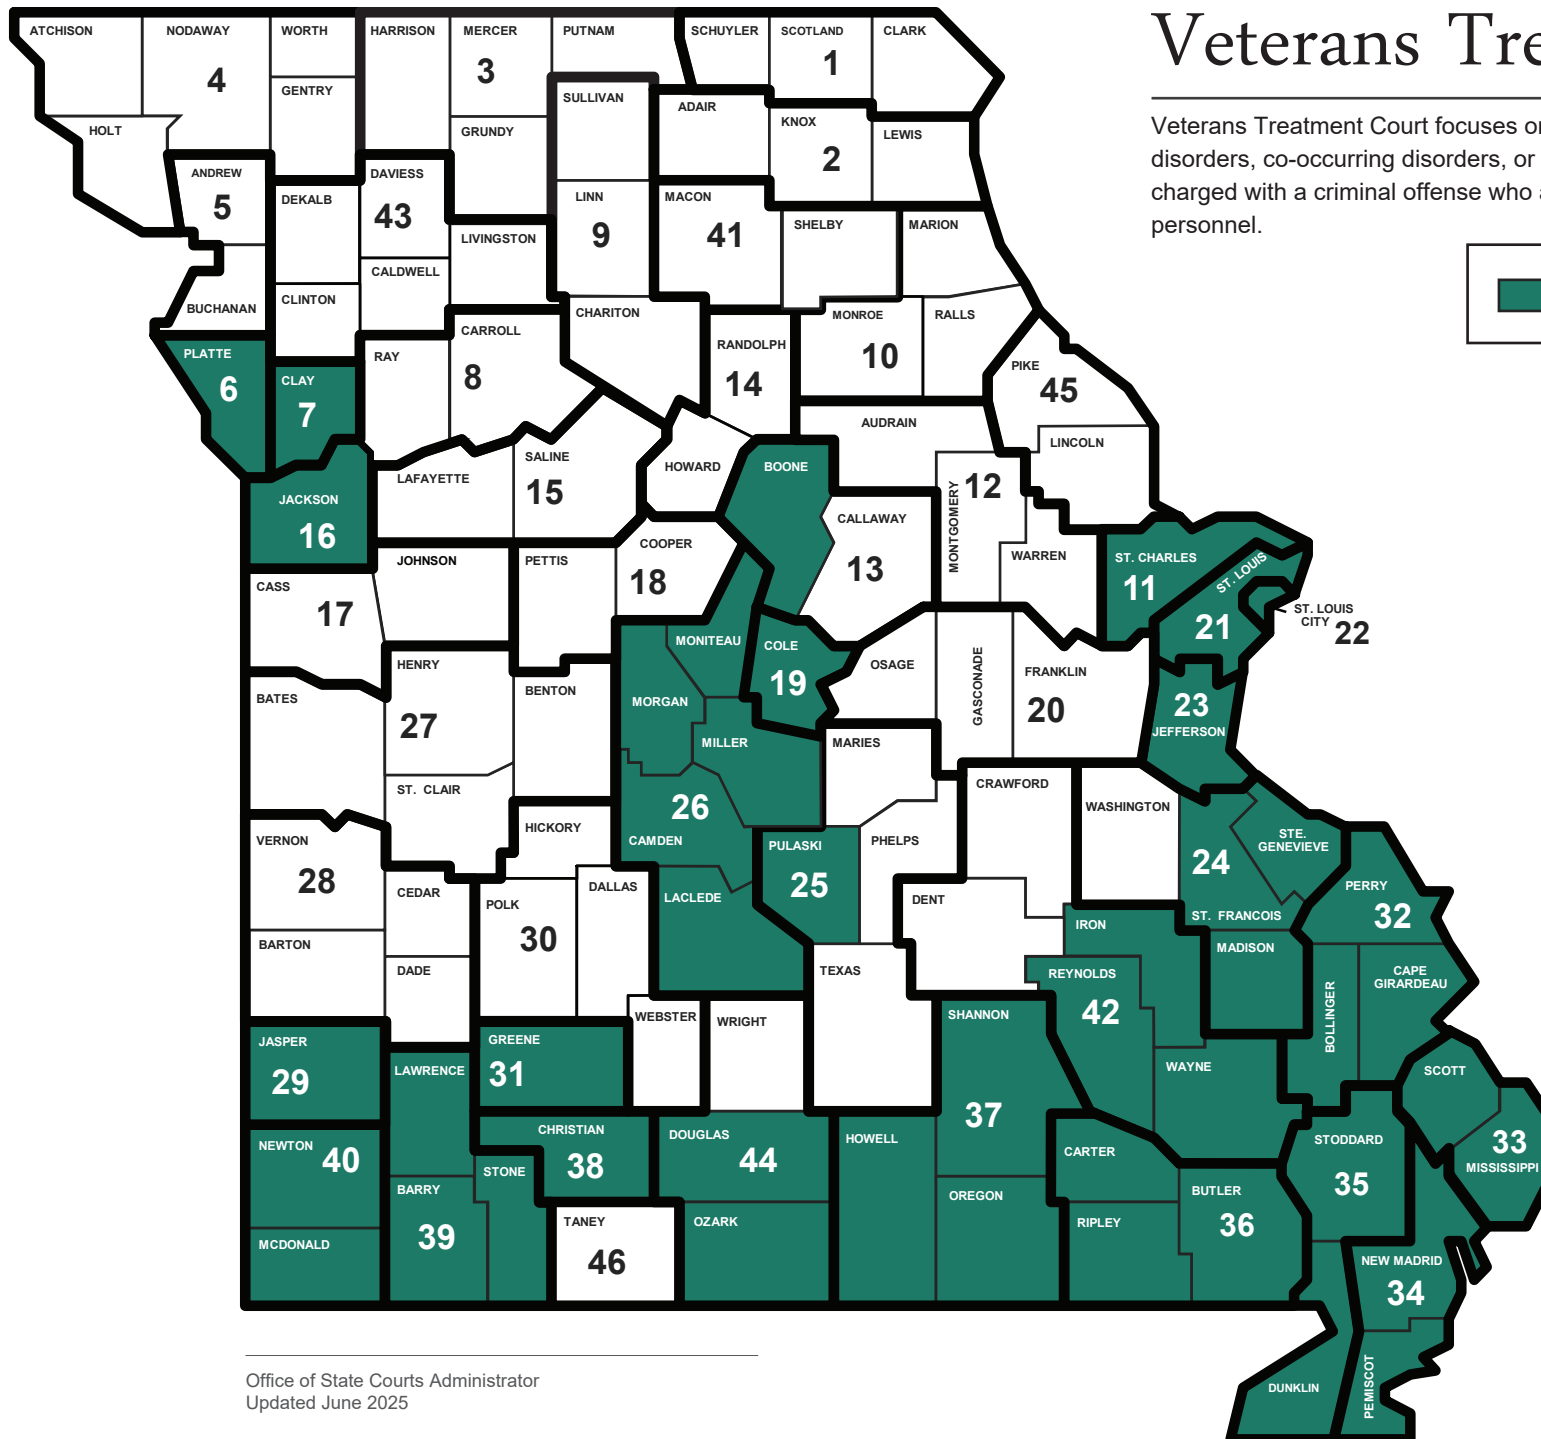 Veterans Tre
Veterans Treatment Court focuses o
disorders, co-occurring disorders, or
charged with a criminal offense who a
personnel.
ATCHISON
NODAWAY
WORTH
HARRISON
MERCER
PUTNAM
SCHUYLER
SCOTLAND
CLARK
4
3
1
GENTRY
SULLIVAN
ADAIR
KNOX
LEWIS
HOLT
GRUNDY
2
ANDREW
5
DEKALB
DAVIESS
43
LINN
9
MACON
41
SHELBY
MARION
LIVINGSTON
CALDWELL
BUCHANAN
CLINTON
CHARITON
MONROE
RALLS
CARROLL
PLATTE
6
CLAY
7
RAY
8
RANDOLPH
14
10
PIKE
45
AUDRAIN
LINCOLN
SALINE
15
HOWARD
BOONE
LAFAYETTE
MONTGOMERY
12
JACKSON
16
CALLAWAY
13
COOPER
18
JOHNSON
PETTIS
WARREN
ST. CHARLES
11
ST. LOUIS
21
CASS
17
ST. LOUIS
CITY
22
MONITEAU
COLE
19
OSAGE
GASCONADE
FRANKLIN
20
HENRY
27
BENTON
BATES
MORGAN
MILLER
MARIES
23
JEFFERSON
ST. CLAIR
CRAWFORD
WASHINGTON
26
CAMDEN
HICKORY
VERNON
28
PULASKI
25
PHELPS
STE.
GENEVIEVE
24
ST. FRANCOIS
PERRY
32
CEDAR
POLK
30
DALLAS
LACLEDE
DENT
IRON
MADISON
BARTON
DADE
TEXAS
REYNOLDS
42
BOLLINGER
CAPE
GIRARDEAU
WEBSTER
WRIGHT
SHANNON
JASPER
29
LAWRENCE
GREENE
31
WAYNE
SCOTT
37
NEWTON
40
CHRISTIAN
38
DOUGLAS
44
HOWELL
CARTER
STODDARD
35
33
MISSISSIPPI
STONE
BARRY
39
OREGON
BUTLER
36
TANEY
46
OZARK
RIPLEY
MCDONALD
NEW MADRID
34
DUNKLIN
PEMISCOT
Office of State Courts Administrator
Updated June 2025